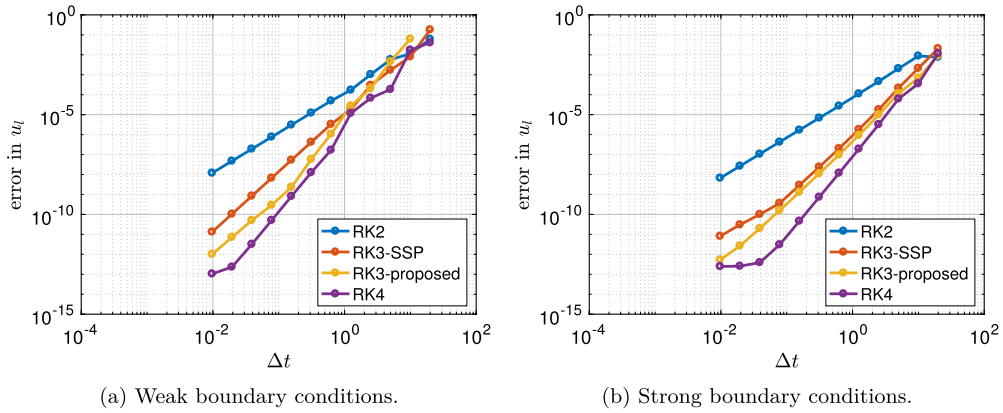 10^0
10^-5
10^-10
10^-15
error in u_l
10^-4
10^-2
10^0
10^2
Δt
RK2
RK3-SSP
RK3-proposed
RK4
(a) Weak boundary conditions.
10^0
10^-5
10^-10
10^-15
error in u_l
10^-4
10^-2
10^0
10^2
Δt
RK2
RK3-SSP
RK3-proposed
RK4
(b) Strong boundary conditions.